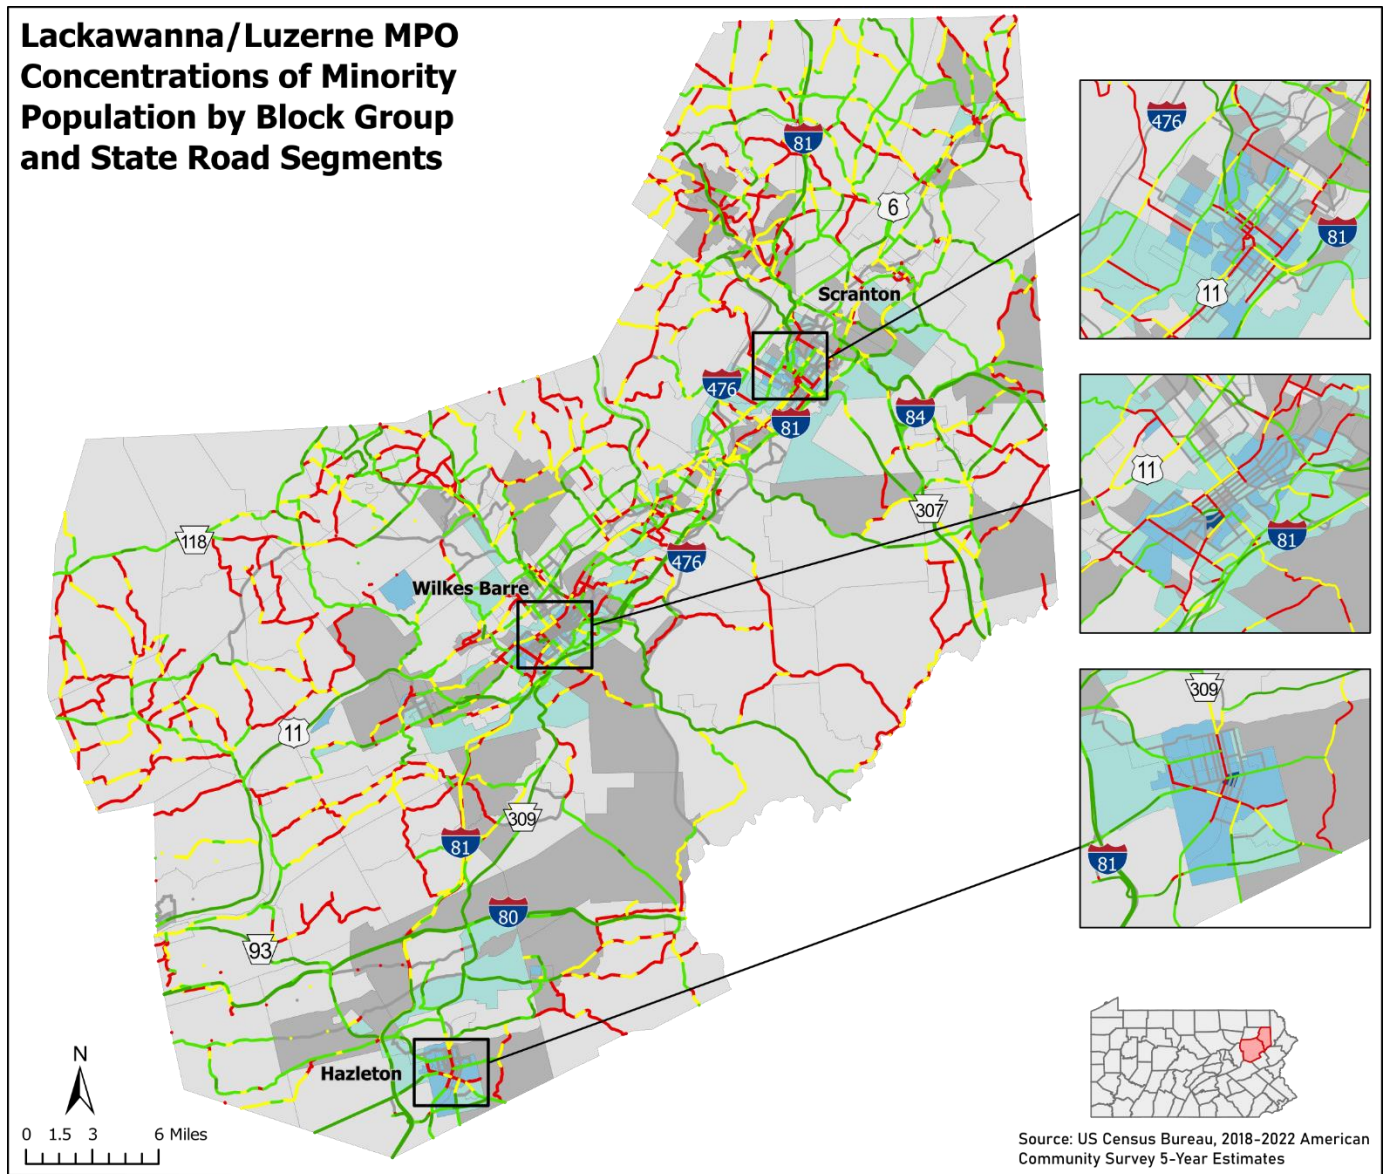 Lackawanna/Luzerne MPO
Concentrations of Minority
Population by Block Group
and State Road Segments
81
6
Scranton
476
81
84
307
118
476
Wilkes Barre
11
309
81
80
93
Hazleton
476
81
11
11
81
309
81
N
0 1.5 3 6 Miles
Source: US Census Bureau, 2018-2022 American
Community Survey 5-Year Estimates